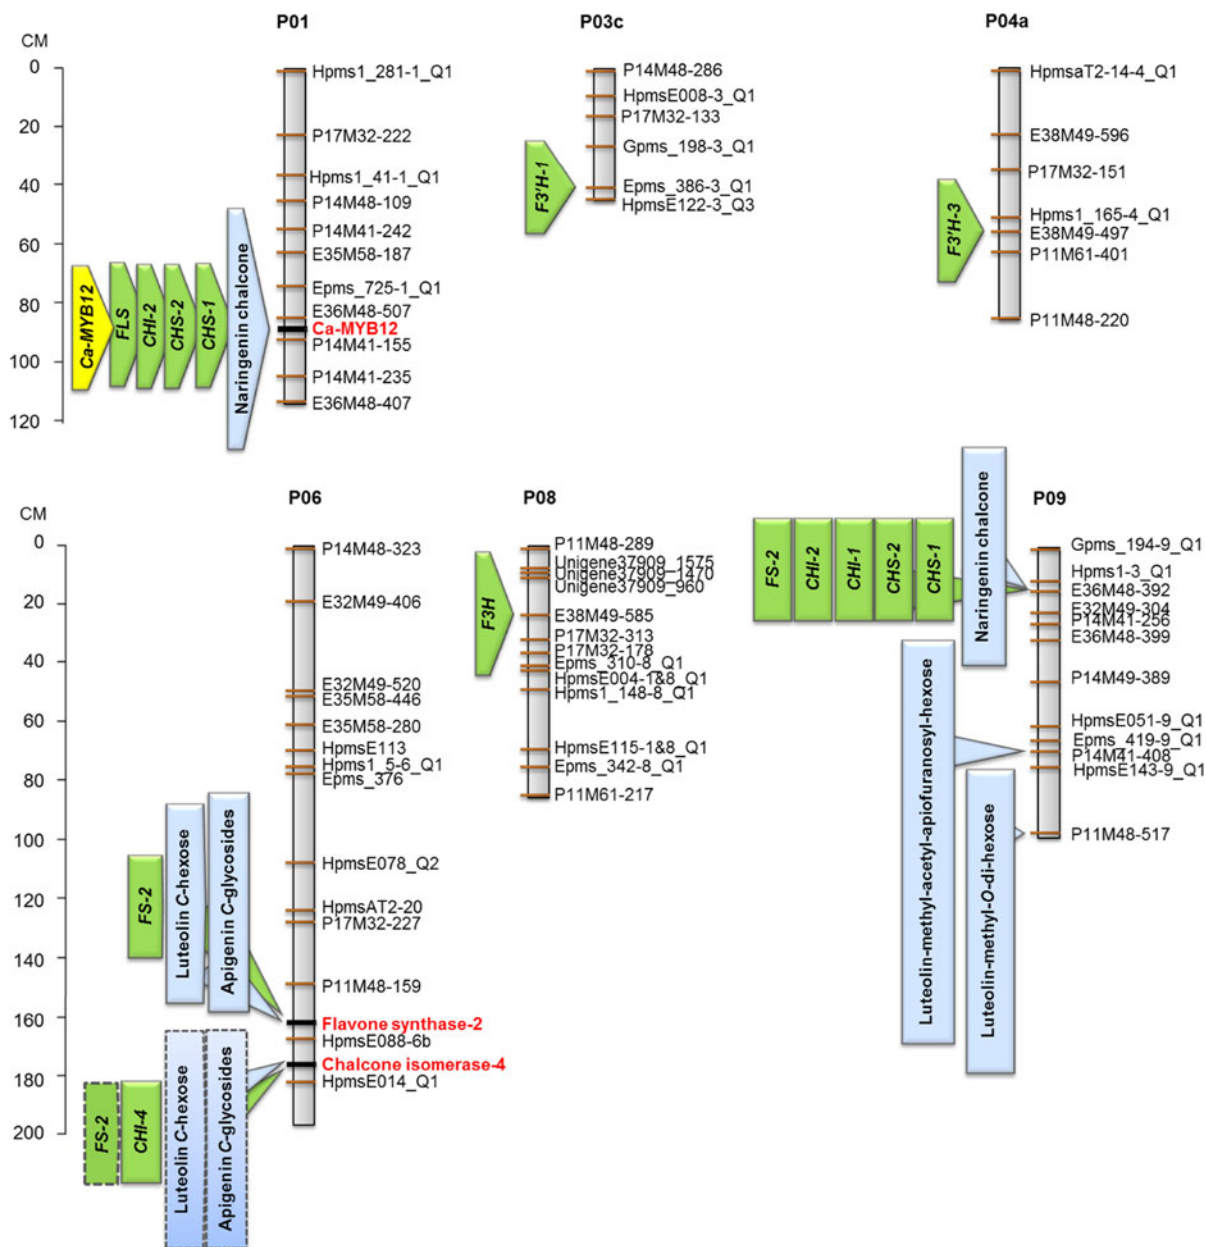 P01
P03c
P04a
CM
0
20
40
60
80
100
120
Ca-MYB12
FLS
CHI-2
CHS-2
CHS-1
Naringenin chalcone
Hpms1_281-1_Q1
P17M32-222
Hpms1_41-1_Q1
P14M48-109
P14M41-242
E35M58-187
Epms_725-1_Q1
E36M48-507
Ca-MYB12
P14M41-155
P14M41-235
E36M48-407
F3'H-1
P14M48-286
HpmsE008-3_Q1
P17M32-133
Gpms_198-3_Q1
Epms_386-3_Q1
HpmsE122-3_Q3
F3'H-3
HpmsaT2-14-4_Q1
E38M49-596
P17M32-151
Hpms1_165-4_Q1
E38M49-497
P11M61-401
P11M48-220
P06
P08
P09
CM
0
20
40
60
80
100
120
140
160
180
200
FS-2
Luteolin C-hexose
Apigenin C-glycosides
FS-2
CHI-4
Luteolin C-hexose
Apigenin C-glycosides
P14M48-323
E32M49-406
E32M49-520
E35M58-446
E35M58-280
HpmsE113
Hpms1_5-6_Q1
Epms_376
HpmsE078_Q2
HpmsAT2-20
P17M32-227
P11M48-159
Flavone synthase-2
HpmsE088-6b
Chalcone isomerase-4
HpmsE014_Q1
F3H
P11M48-289
Unigene37909_1575
Unigene37909_1470
Unigene37909_960
E38M49-585
P17M32-313
P17M32-178
Epms_310-8_Q1
HpmsE004-1&8_Q1
Hpms1_148-8_Q1
HpmsE115-1&8_Q1
Epms_342-8_Q1
P11M61-217
FS-2
CHI-2
CHI-1
CHS-2
CHS-1
Naringenin chalcone
Luteolin-methyl-acetyl-apiofuranosyl-hexose
Luteolin-methyl-O-di-hexose
Gpms_194-9_Q1
Hpms1-3_Q1
E36M48-392
E32M49-304
P14M41-256
E36M48-399
P14M49-389
HpmsE051-9_Q1
Epms_419-9_Q1
P14M41-408
HpmsE143-9_Q1
P11M48-517